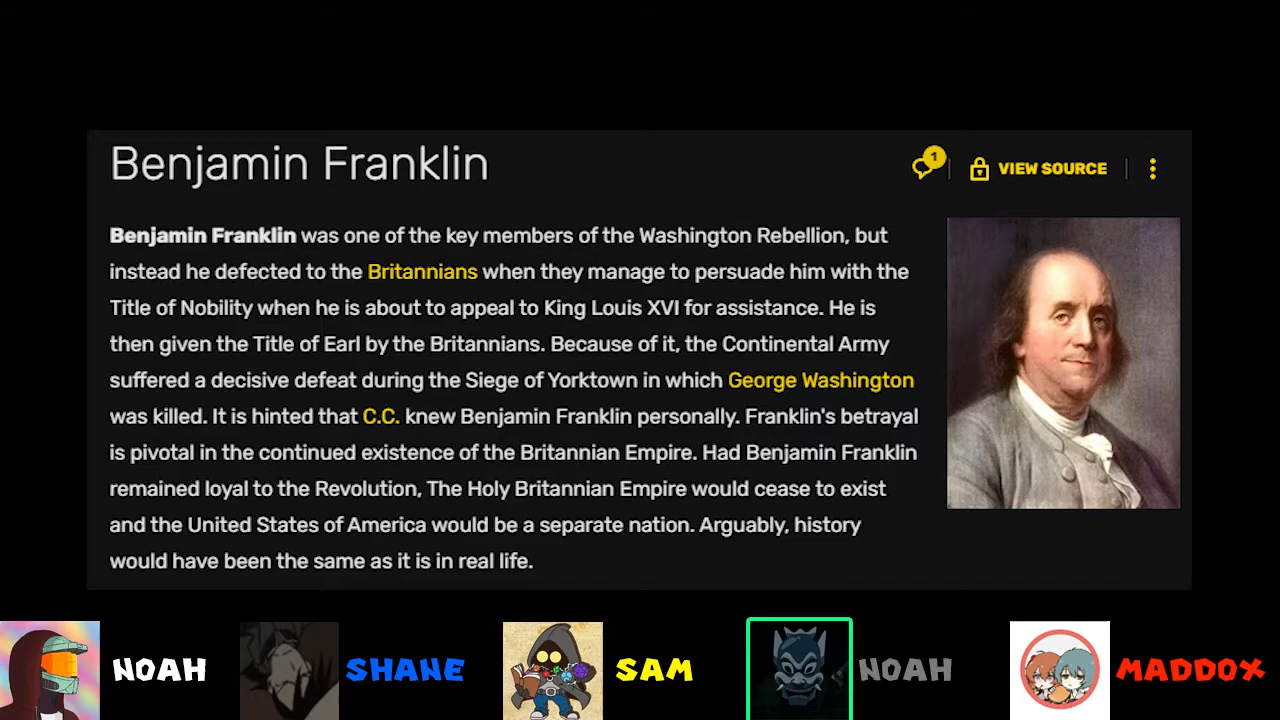 Benjamin Franklin
1
VIEW SOURCE
Benjamin Franklin was one of the key members of the Washington Rebellion, but
instead he defected to the Britannians when they manage to persuade him with the
Title of Nobility when he is about to appeal to King Louis XVI for assistance. He is
then given the Title of Earl by the Britannians. Because of it, the Continental Army
suffered a decisive defeat during the Siege of Yorktown in which George Washington
was killed. It is hinted that C.C. knew Benjamin Franklin personally. Franklin's betrayal
is pivotal in the continued existence of the Britannian Empire. Had Benjamin Franklin
remained loyal to the Revolution, The Holy Britannian Empire would cease to exist
and the United States of America would be a separate nation. Arguably, history
would have been the same as it is in real life.
NOAH
SHANE
SAM
NOAH
MADDOX